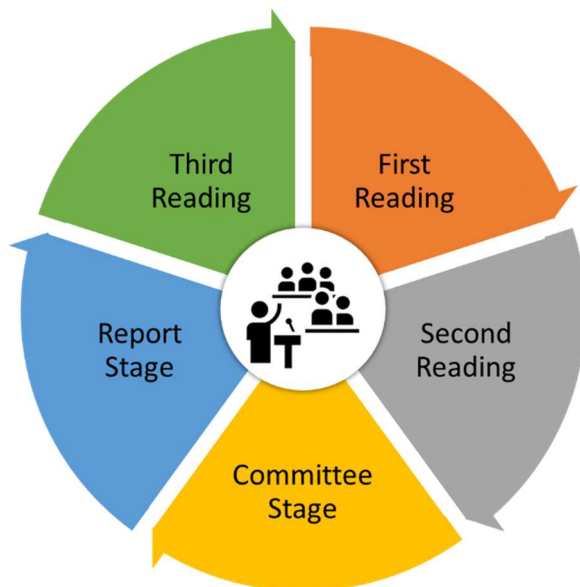 First
Reading
Second
Reading
Committee
Stage
Report
Stage
Third
Reading